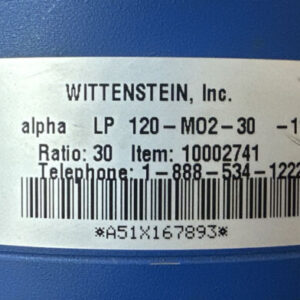 WITTENSTEIN, Inc.
alpha LP 120-MO2-30 -1
Ratio: 30 Item: 10002741
Telephone: 1-888-534-1222
*A51X167893*